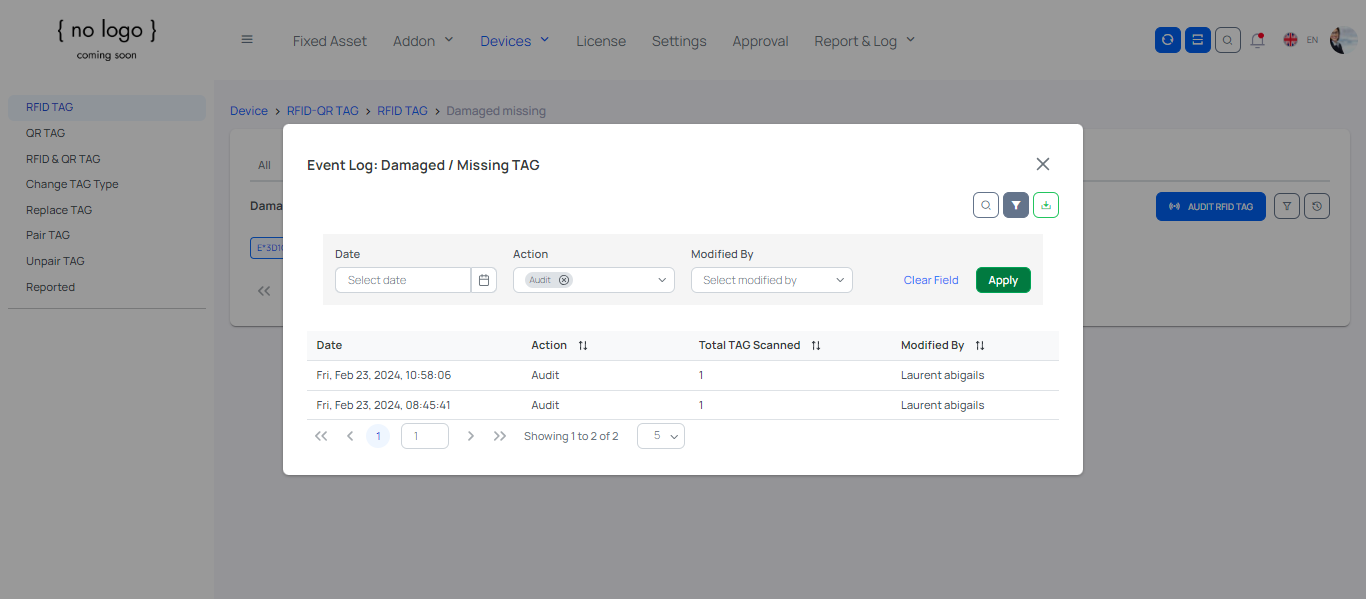 { no logo }
coming soon
Fixed Asset Addon Devices License Settings Approval Report & Log EN
RFID TAG
QR TAG
RFID & QR TAG
Change TAG Type
Replace TAG
Pair TAG
Unpair TAG
Reported
Device > RFID-QR TAG > RFID TAG > Damaged missing
All
Dama
AUDIT RFID TAG
Event Log: Damaged / Missing TAG
Date Action Modified By
Select date Audit Select modified by Clear Field Apply
Date Action Total TAG Scanned Modified By
Fri, Feb 23, 2024, 10:58:06 Audit 1 Laurent abigails
Fri, Feb 23, 2024, 08:45:41 Audit 1 Laurent abigails
1 1 Showing 1 to 2 of 2 5